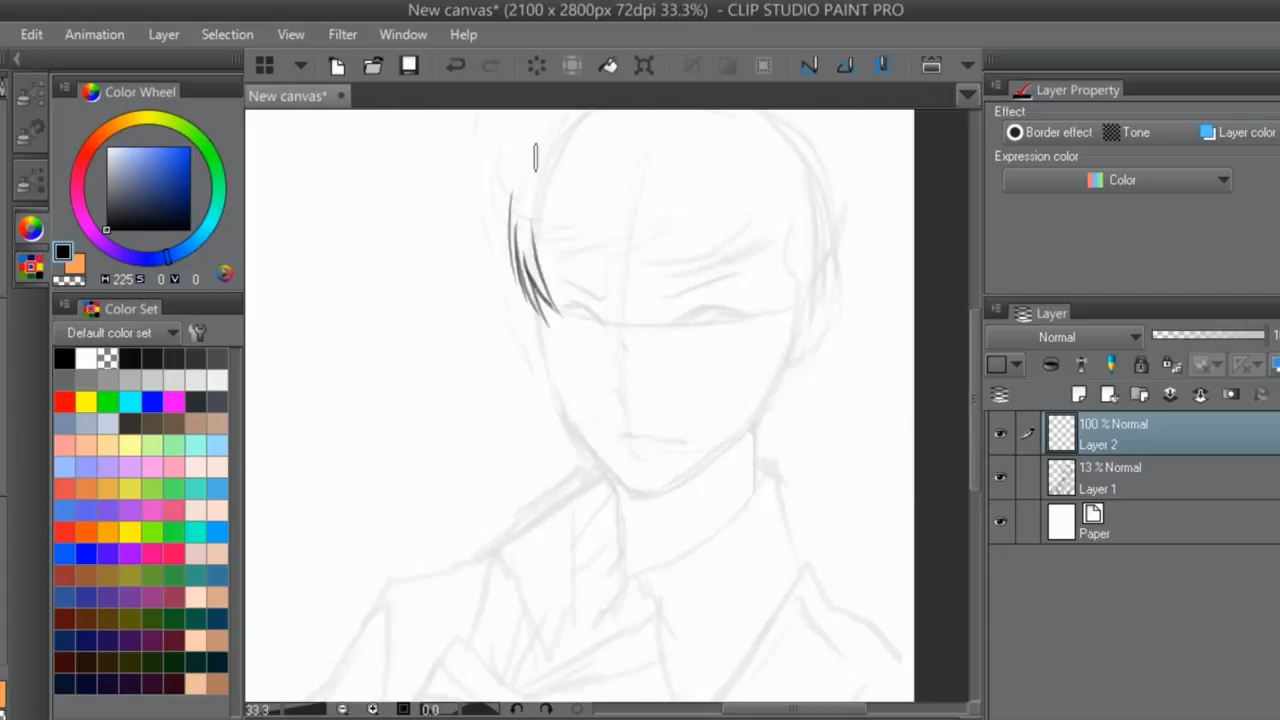 New canvas* (2100 x 2800px 72dpi 33.3%) - CLIP STUDIO PAINT PRO
Edit Animation Layer Selection View Filter Window Help
Color Wheel
New canvas*
Layer Property
Effect
Border effect Tone Layer color
Expression color
Color
H 225 S 0 V 0
Color Set
Default color set
Layer
Normal
100 % Normal
Layer 2
13 % Normal
Layer 1
Paper
33.3 0.0